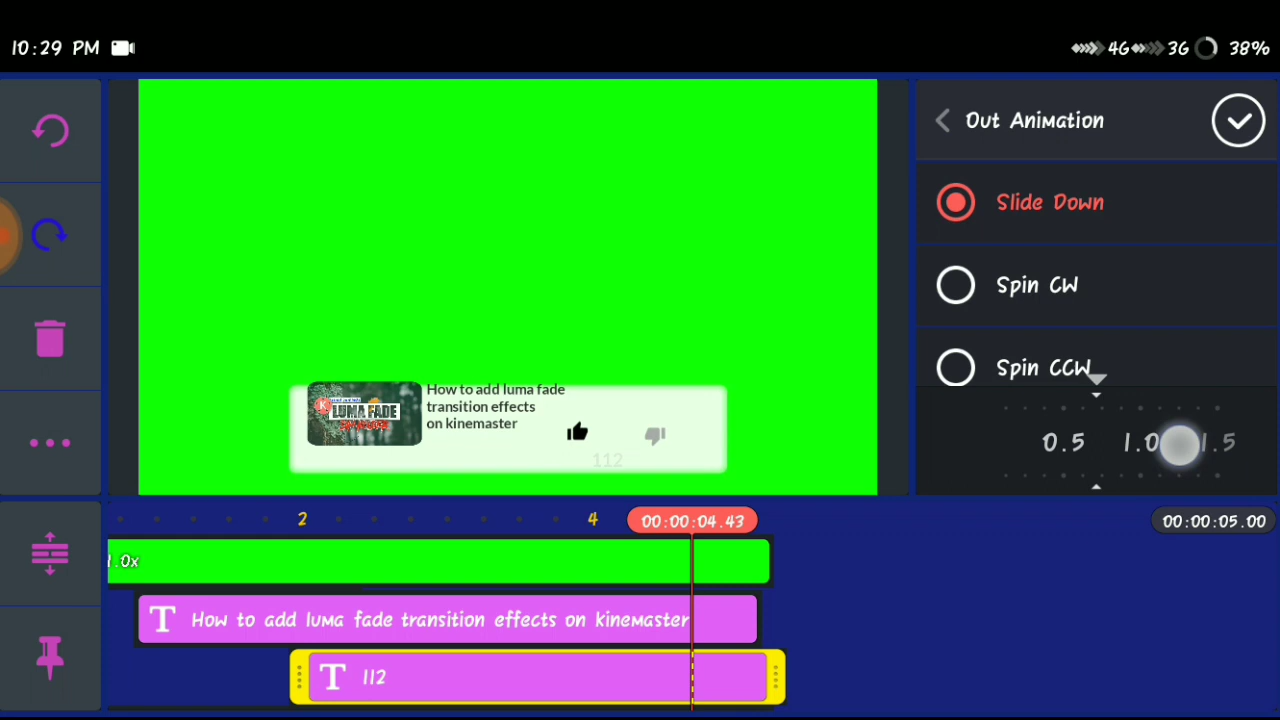 10:29 PM
4G 3G 38%
Out Animation
Slide Down
Spin CW
Spin CCW
0.5 1.0 1.5
LUMA FADE
How to add luma fade
transition effects
on kinemaster
112
2 4 00:00:04.43 00:00:05.00
1.0x
T How to add luma fade transition effects on kinemaster
T 112